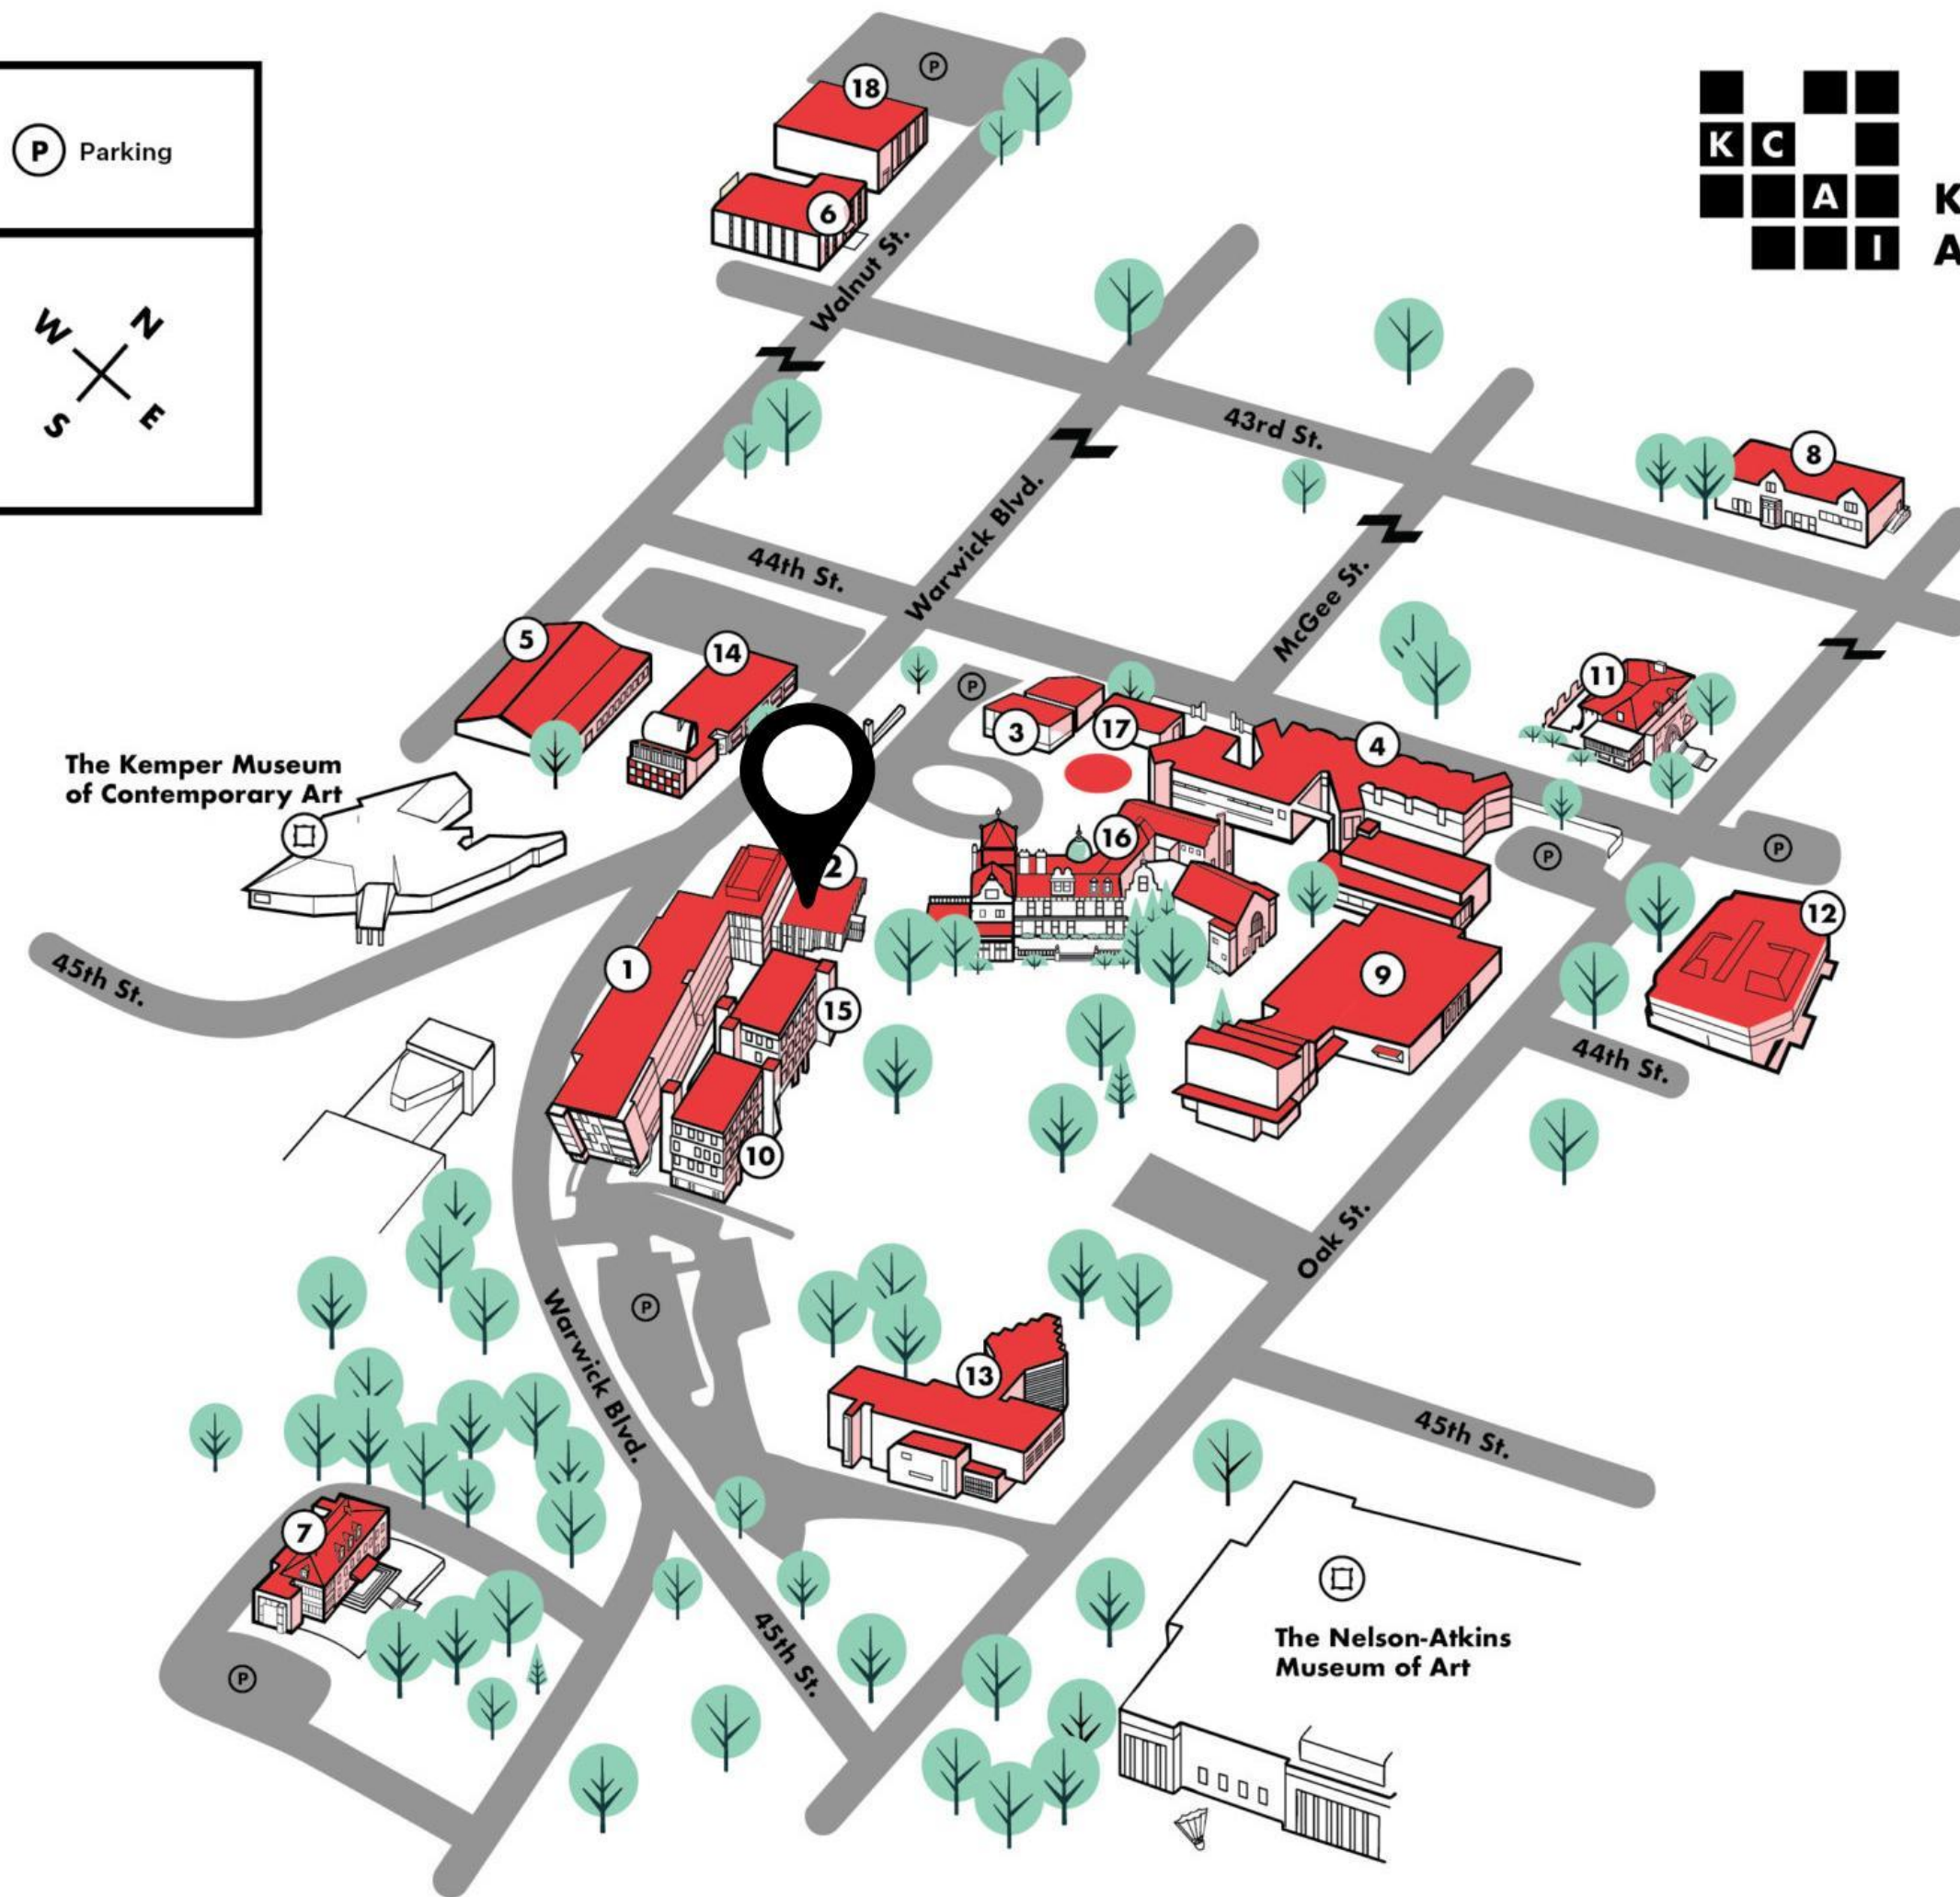 P Parking
W N
S E
K C
A
I
K
A
P
18
6
Walnut St.
43rd St.
8
44th St.
Warwick Blvd.
McGee St.
5
14
P
3
17
4
11
The Kemper Museum
of Contemporary Art
16
P
P
2
12
45th St.
1
15
9
44th St.
10
Oak St.
P
Warwick Blvd.
13
45th St.
7
P
45th St.
The Nelson-Atkins
Museum of Art